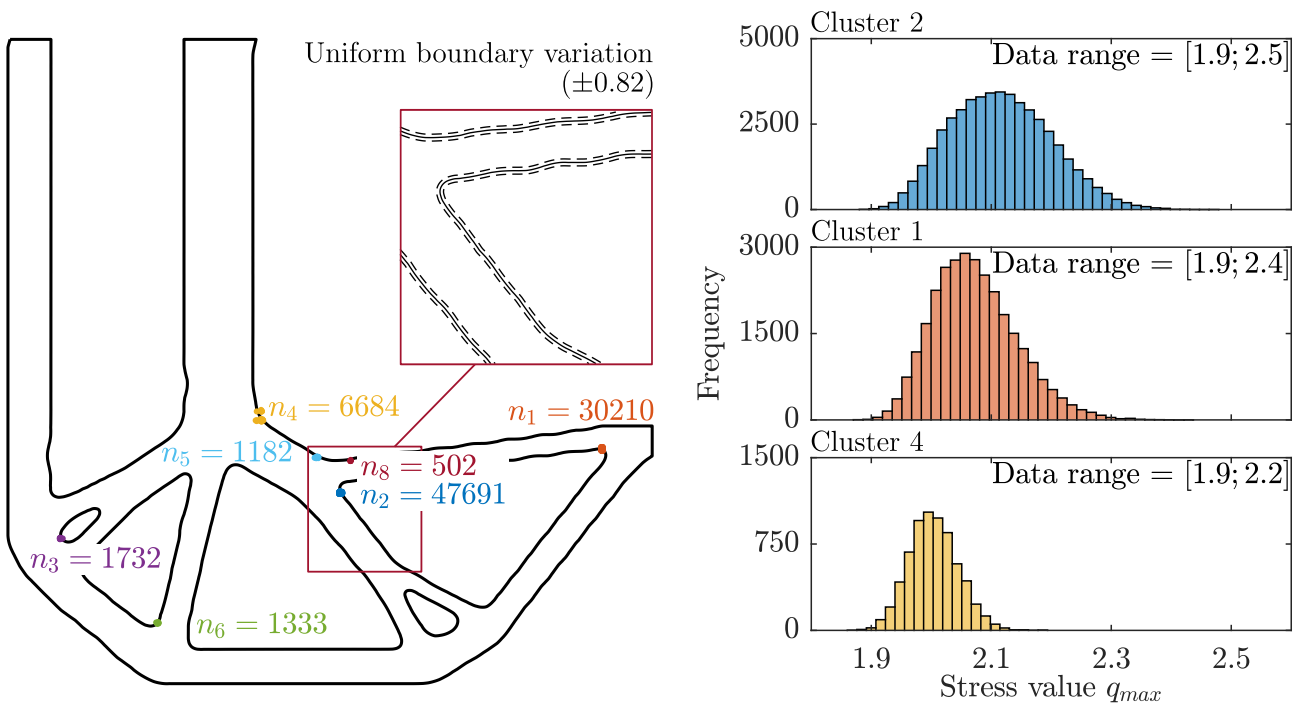 Uniform boundary variation
(±0.82)
n₄ = 6684
n₁ = 30210
n₅ = 1182
n₈ = 502
n₂ = 47691
n₃ = 1732
n₆ = 1333
Cluster 2
Data range = [1.9; 2.5]
5000
2500
0
Cluster 1
Data range = [1.9; 2.4]
3000
1500
0
Frequency
Cluster 4
Data range = [1.9; 2.2]
1500
750
0
1.9 2.1 2.3 2.5
Stress value qmax